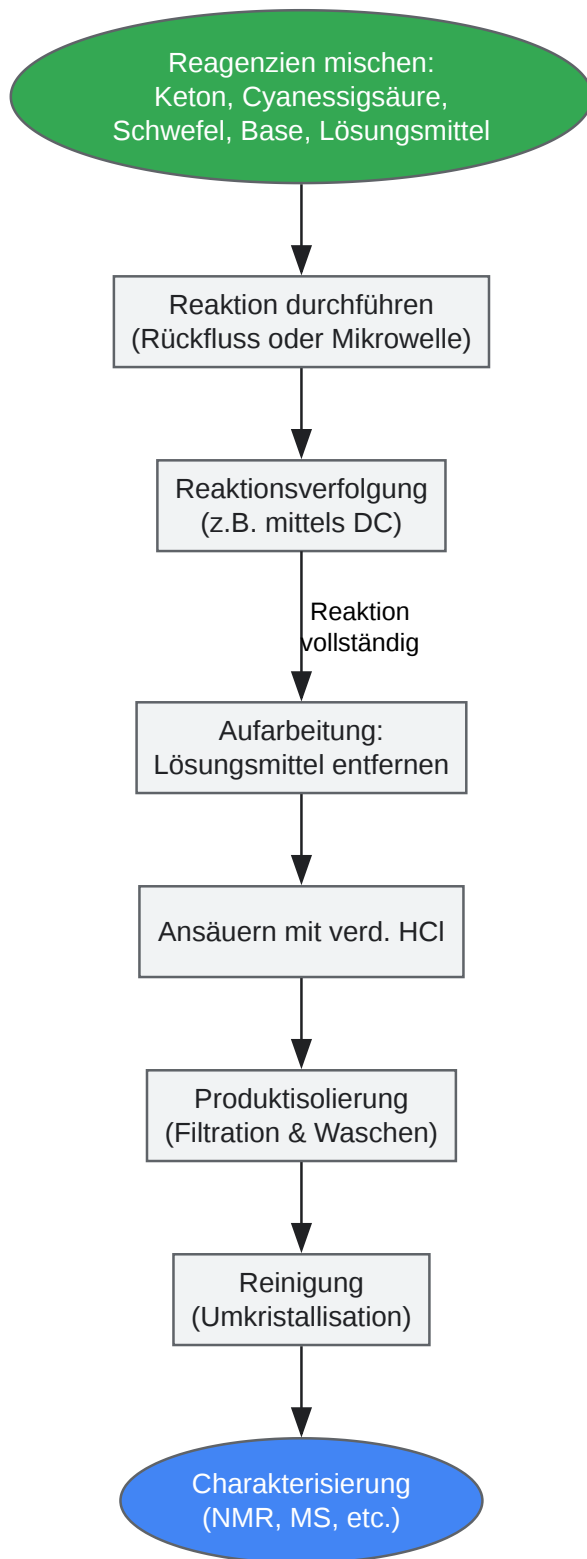 Reagenzien mischen:
Keton, Cyanessigsäure,
Schwefel, Base, Lösungsmittel
Reaktion durchführen
(Rückfluss oder Mikrowelle)
Reaktionsverfolgung
(z.B. mittels DC)
Reaktion
vollständig
Aufarbeitung:
Lösungsmittel entfernen
Ansäuern mit verd. HCl
Produktisolierung
(Filtration & Waschen)
Reinigung
(Umkristallisation)
Charakterisierung
(NMR, MS, etc.)